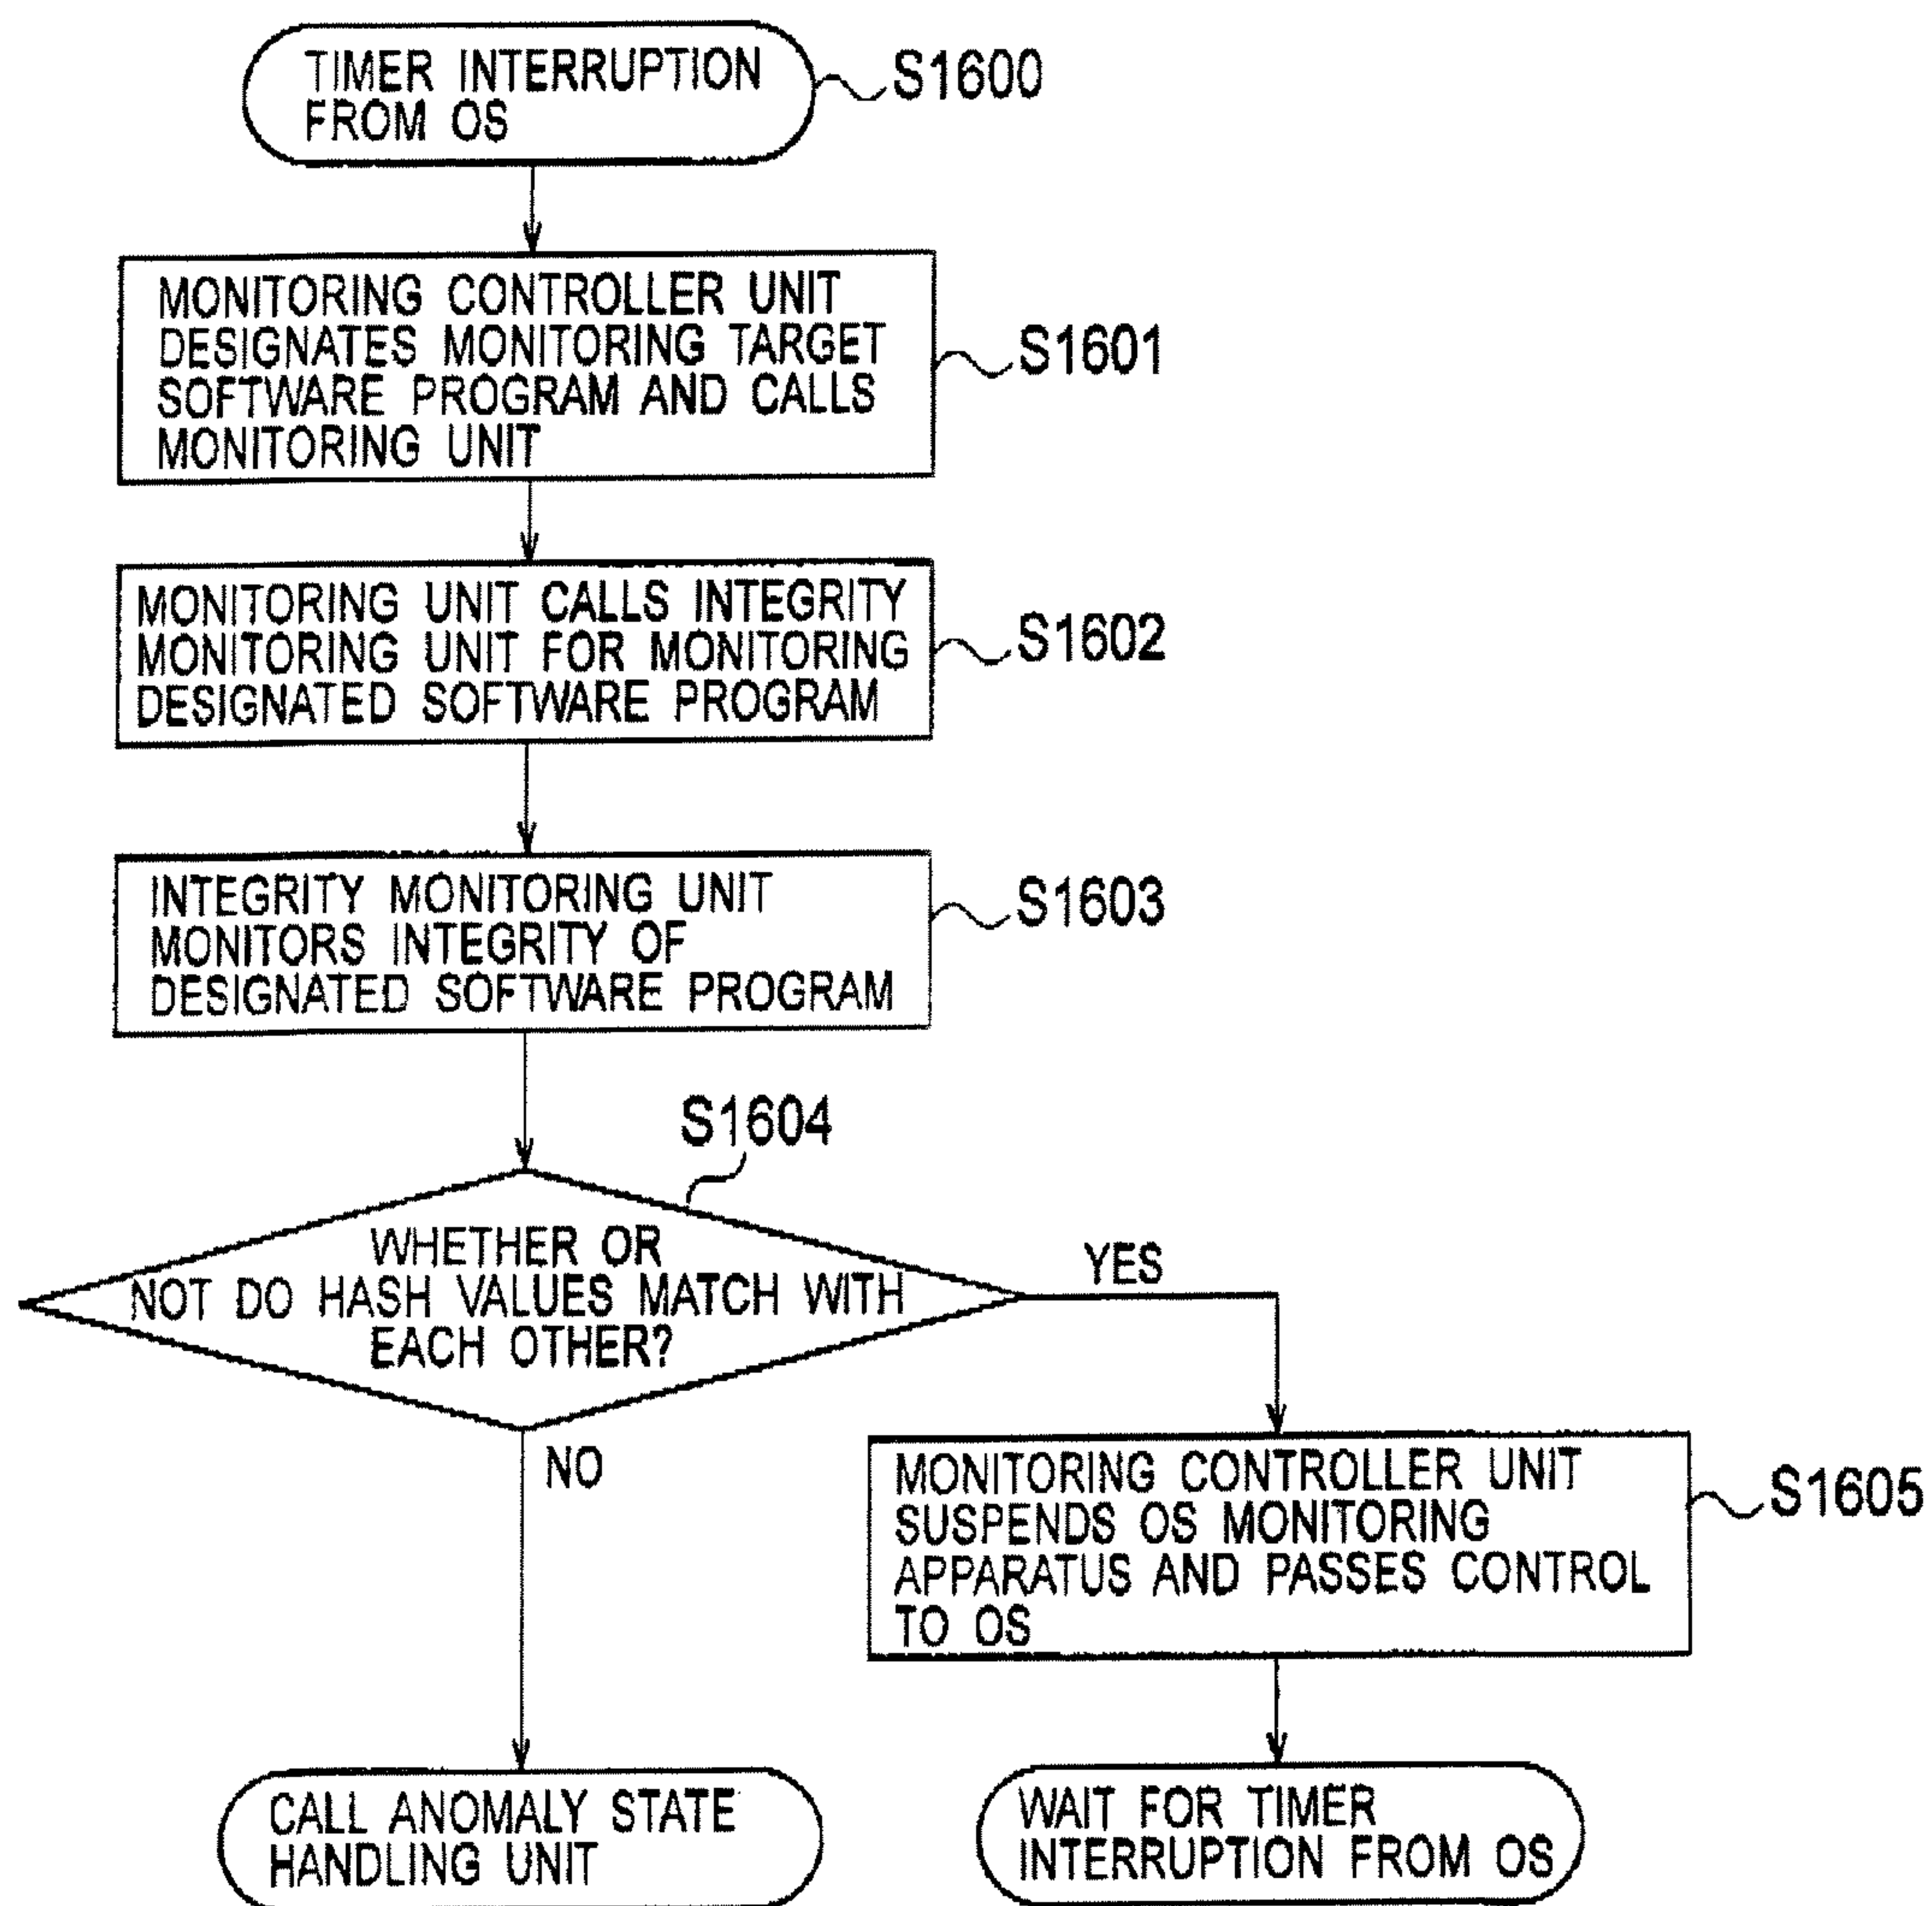 TIMER INTERRUPTION
FROM OS
S1600
MONITORING CONTROLLER UNIT
DESIGNATES MONITORING TARGET
SOFTWARE PROGRAM AND CALLS
MONITORING UNIT
S1601
MONITORING UNIT CALLS INTEGRITY
MONITORING UNIT FOR MONITORING
DESIGNATED SOFTWARE PROGRAM
S1602
INTEGRITY MONITORING UNIT
MONITORS INTEGRITY OF
DESIGNATED SOFTWARE PROGRAM
S1603
S1604
WHETHER OR
NOT DO HASH VALUES MATCH WITH
EACH OTHER?
YES
NO
MONITORING CONTROLLER UNIT
SUSPENDS OS MONITORING
APPARATUS AND PASSES CONTROL
TO OS
S1605
CALL ANOMALY STATE
HANDLING UNIT
WAIT FOR TIMER
INTERRUPTION FROM OS